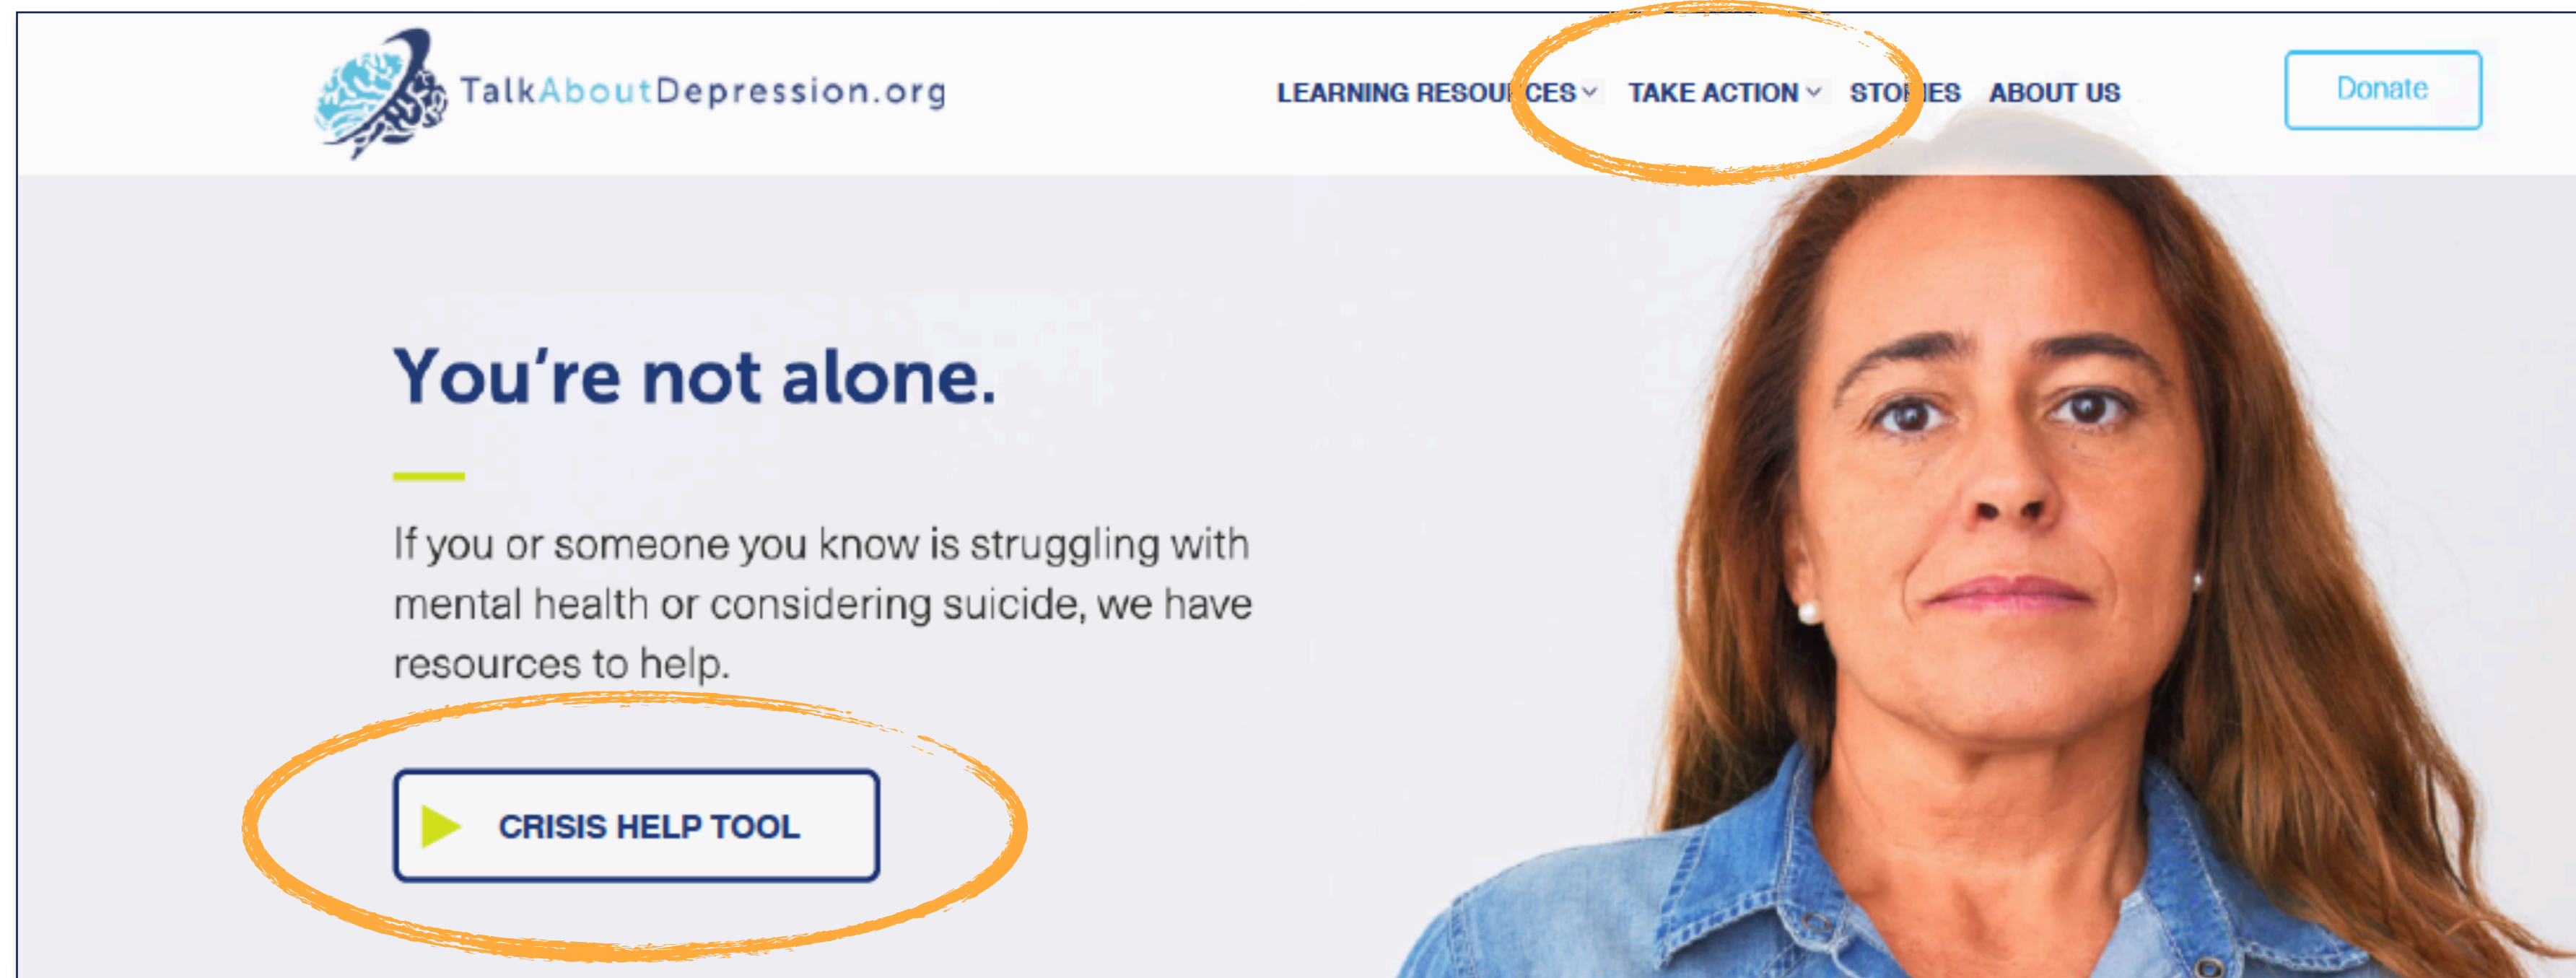 TalkAboutDepression.org
LEARNING RESOURCES TAKE ACTION STORIES ABOUT US
Donate
You're not alone.
If you or someone you know is struggling with
mental health or considering suicide, we have
resources to help.
CRISIS HELP TOOL